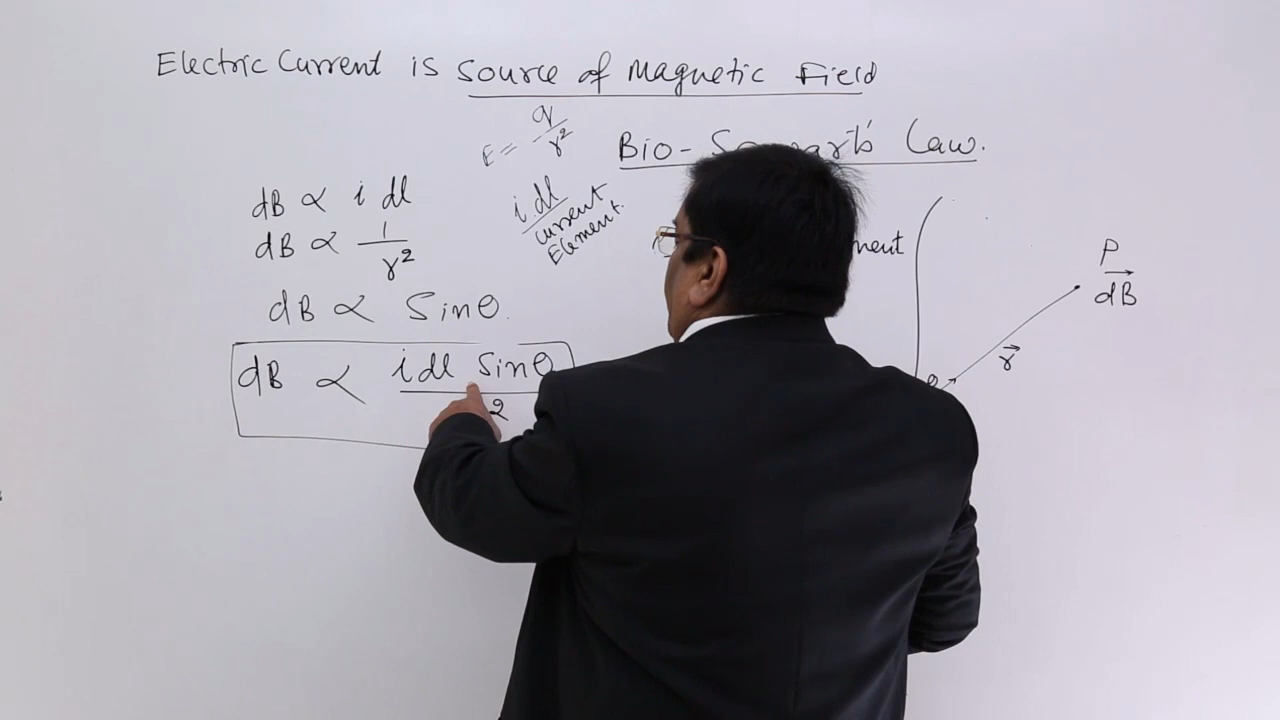 Electric Current is Source of Magnetic Field
E = q/r²
Bio - Law.
dB ∝ i dl
i.dl
current
Element.
dB ∝ 1/r²
dB ∝ Sinθ.
dB ∝ i dl Sinθ
2
P
dB⃗
r⃗